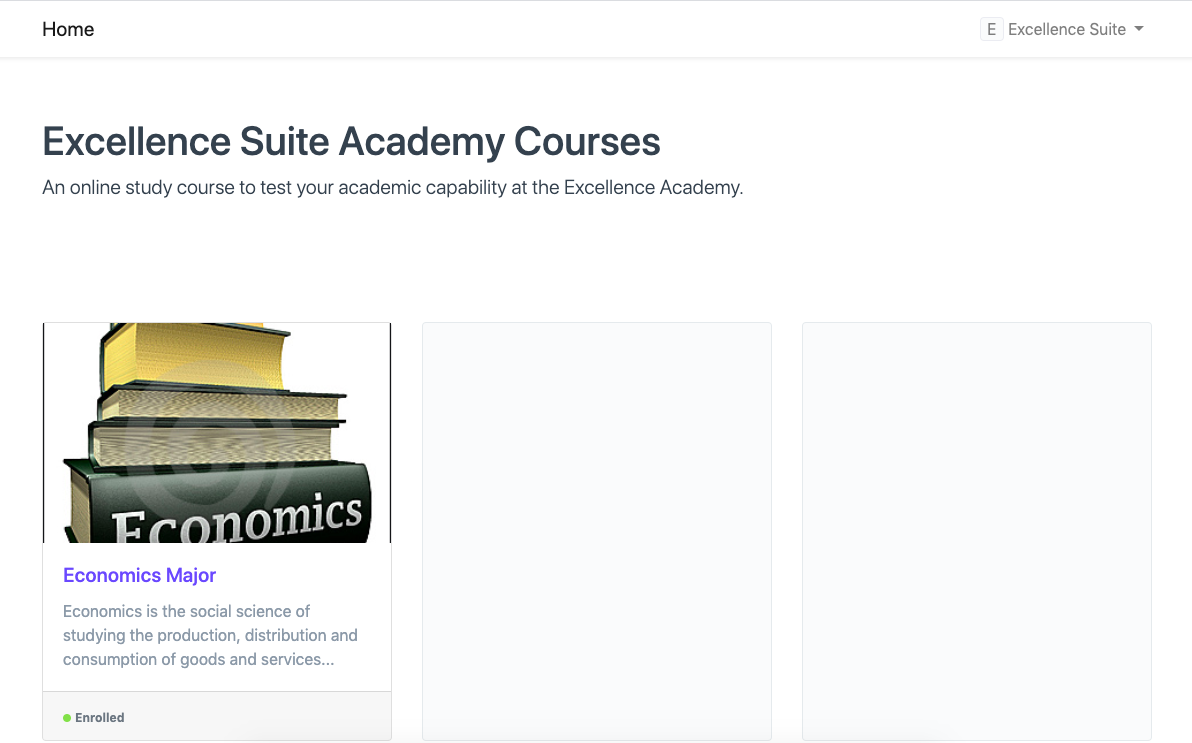 Home
E Excellence Suite
Excellence Suite Academy Courses
An online study course to test your academic capability at the Excellence Academy.
Economics
Economics Major
Economics is the social science of
studying the production, distribution and
consumption of goods and services...
Enrolled